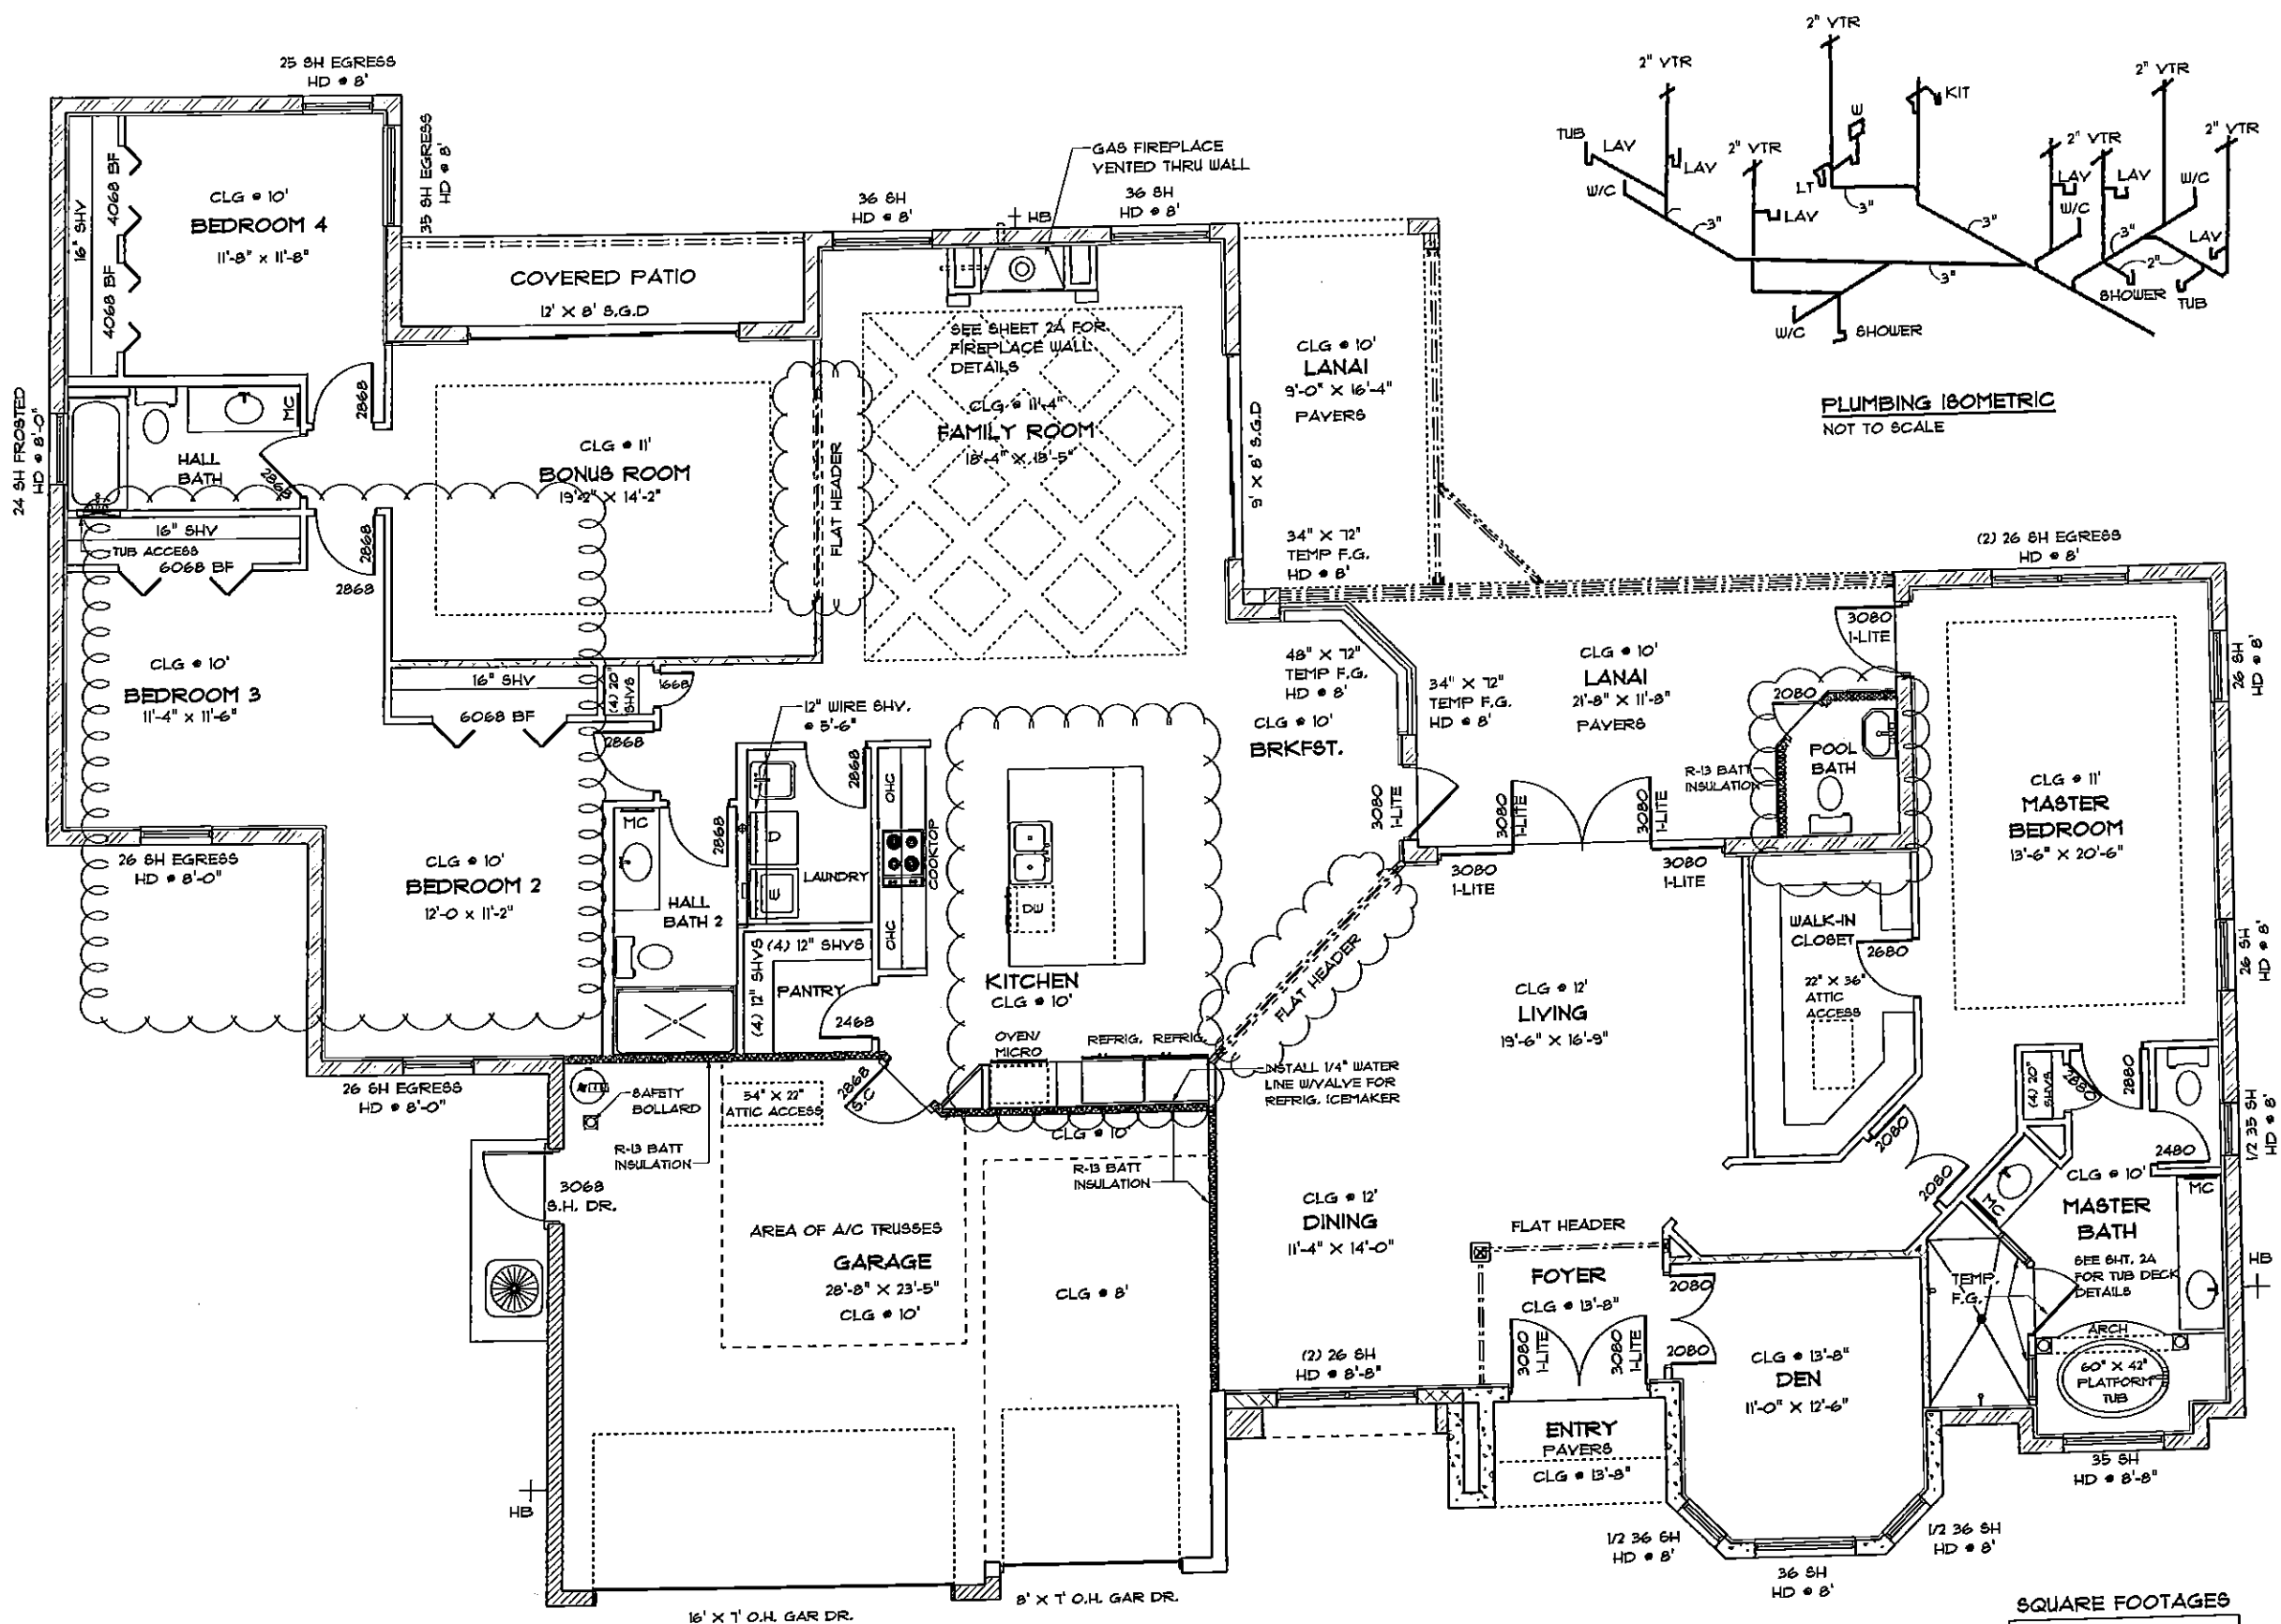 25 SH EGRESS
HD @ 8'
35 SH EGRESS
HD @ 8'
16" SHV
4068 BF
4068 BF
CLG @ 10'
BEDROOM 4
11'-8" x 11'-8"
COVERED PATIO
12' X 8' S.G.D
36 SH
HD @ 8'
HB
36 SH
HD @ 8'
GAS FIREPLACE
VENTED THRU WALL
SEE SHEET 2A FOR
FIREPLACE WALL
DETAILS
CLG @ 11'-4"
FAMILY ROOM
18'-4" X 18'-5"
CLG @ 10'
LANAI
9'-0" X 16'-4"
PAVERS
9' X 8' S.G.D
2" VTR
2" VTR
2" VTR
2" VTR
2" VTR
2" VTR
TUB
LAV
LAV
W/C
LAV
W
KIT
LT
3"
3"
3"
3"
LAV
W/C
LAV
W/C
3"
2"
LAV
SHOWER
TUB
W/C
SHOWER
PLUMBING ISOMETRIC
NOT TO SCALE
24 SH FROSTED
HD @ 8'-0"
MC
2868
HALL
BATH
2868
CLG @ 11'
BONUS ROOM
19'-2" X 14'-2"
FLAT HEADER
16" SHV
TUB ACCESS
6068 BF
2868
2868
CLG @ 10'
BEDROOM 3
11'-4" x 11'-6"
16" SHV
6068 BF
(4) 20"
SHVS
1668
2868
12" WIRE SHV.
@ 5'-6"
34" X 72"
TEMP F.G.
HD @ 8'
48" X 72"
TEMP F.G.
HD @ 8'
34" X 72"
TEMP F.G.
HD @ 8'
CLG @ 10'
BRKFST.
CLG @ 10'
LANAI
21'-8" X 11'-8"
PAVERS
3080
1-LITE
3080
1-LITE
3080
1-LITE
3080
1-LITE
3080
1-LITE
(2) 26 SH EGRESS
HD @ 8'
3080
1-LITE
2080
POOL
BATH
R-13 BATT
INSULATION
26 SH
HD @ 8'
CLG @ 11'
MASTER
BEDROOM
13'-6" X 20'-6"
26 SH
HD @ 8'
26 SH EGRESS
HD @ 8'-0"
CLG @ 10'
BEDROOM 2
12'-0 x 11'-2"
MC
2868
HALL
BATH 2
2868
D
W
LAUNDRY
OHC
COOKTOP
OHC
DW
KITCHEN
CLG @ 10'
(4) 12" SHVS
(4) 12" SHVS
PANTRY
2468
OVEN/
MICRO
REFRIG.
REFRIG.
FLAT HEADER
CLG @ 12'
LIVING
19'-6" X 16'-9"
WALK-IN
CLOSET
2680
22" X 36"
ATTIC
ACCESS
INSTALL 1/4" WATER
LINE W/VALVE FOR
REFRIG. ICEMAKER
26 SH EGRESS
HD @ 8'-0"
SAFETY
BOLLARD
54" X 22"
ATTIC ACCESS
2868
S.C
R-13 BATT
INSULATION
CLG @ 10'
R-13 BATT
INSULATION
3068
S.H. DR.
AREA OF A/C TRUSSES
GARAGE
28'-8" X 23'-5"
CLG @ 10'
CLG @ 8'
CLG @ 12'
DINING
11'-4" X 14'-0"
FLAT HEADER
FOYER
CLG @ 13'-8"
2080
2080
3080
1-LITE
3080
1-LITE
2080
2080
(4) 20"
SHVS
2880
2880
2480
1/2 35 SH
HD @ 8'
CLG @ 10'
MASTER
BATH
MC
MC
SEE SHT. 2A
FOR TUB DECK
DETAILS
TEMP.
F.G.
HB
ARCH
60" X 42"
PLATFORM
TUB
CLG @ 13'-8"
DEN
11'-0" X 12'-6"
(2) 26 SH
HD @ 8'-8"
ENTRY
PAVERS
CLG @ 13'-8"
35 SH
HD @ 8'-8"
HB
1/2 36 SH
HD @ 8'
1/2 36 SH
HD @ 8'
36 SH
HD @ 8'
16' X 7' O.H. GAR DR.
8' X 7' O.H. GAR DR.
SQUARE FOOTAGES